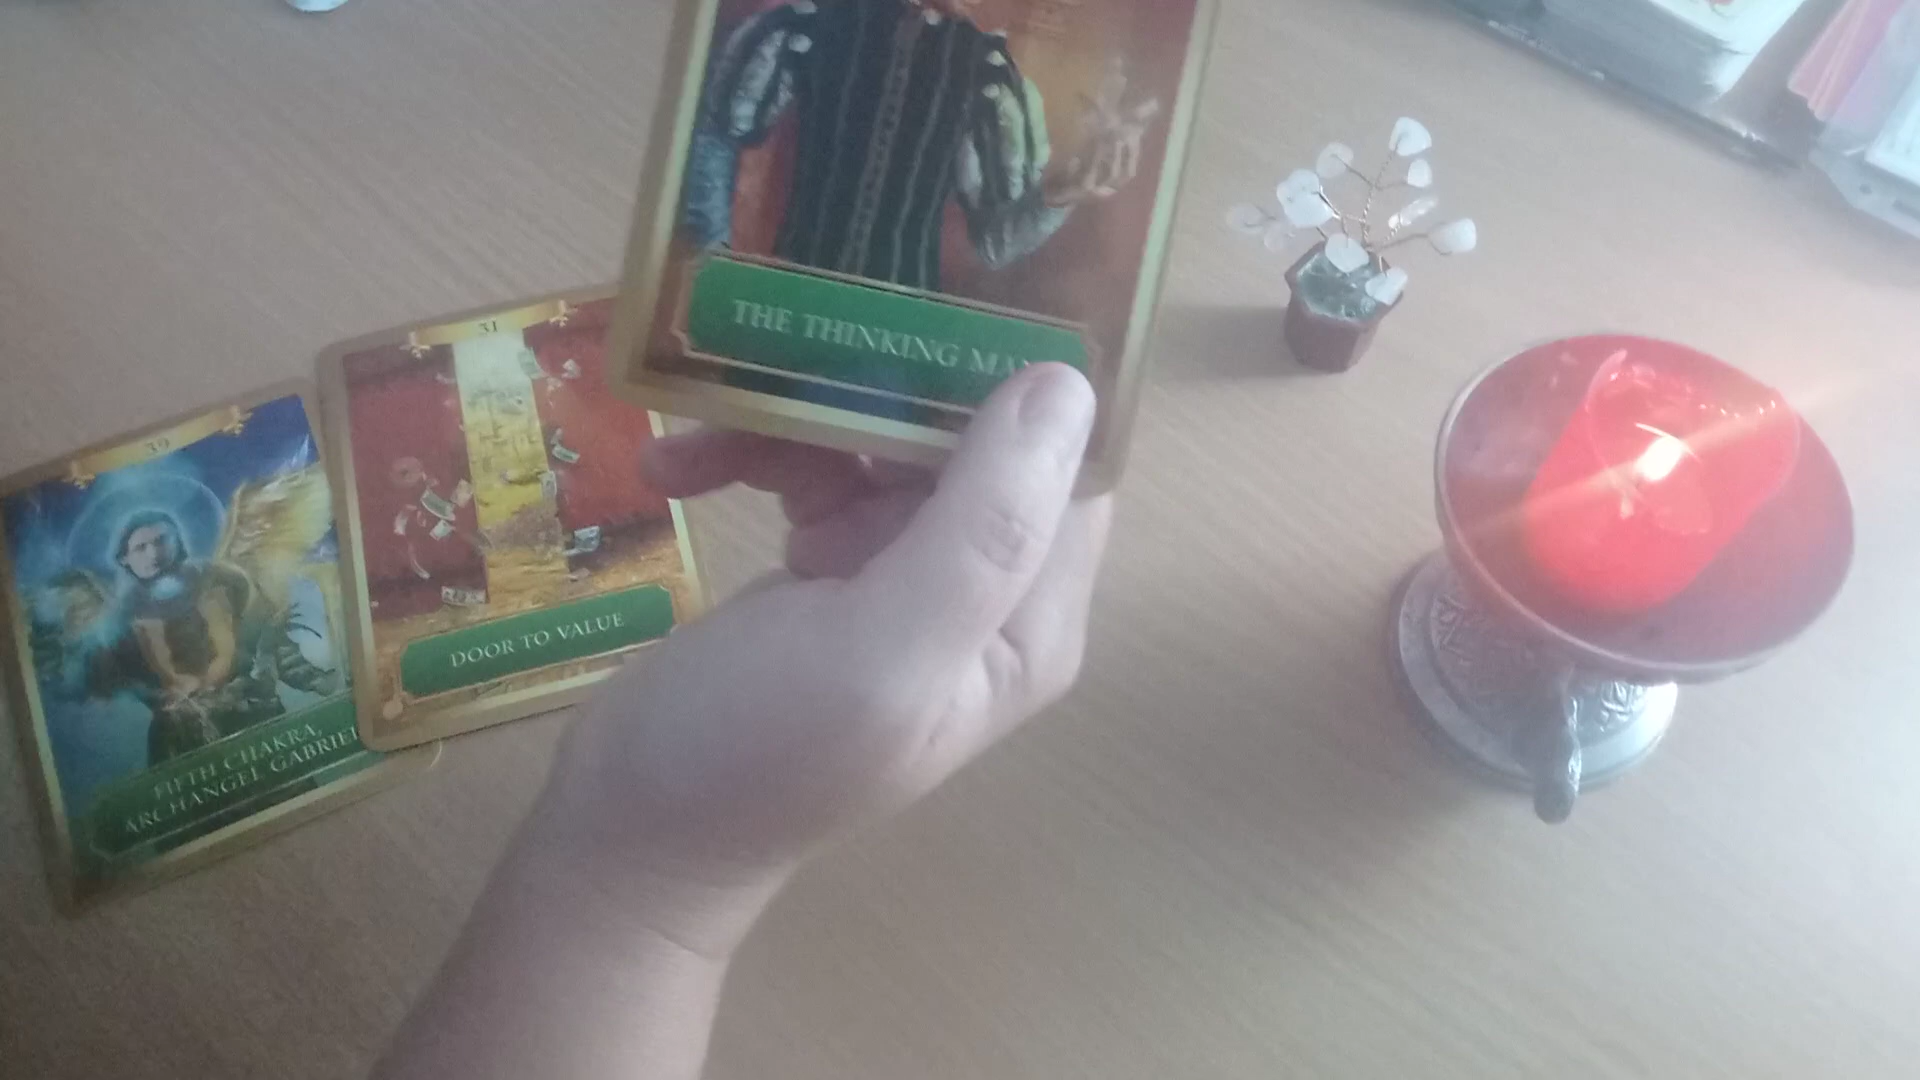 THE THINKING MAN
31
DOOR TO VALUE
39
FIFTH CHAKRA,
ARCHANGEL GABRIEL